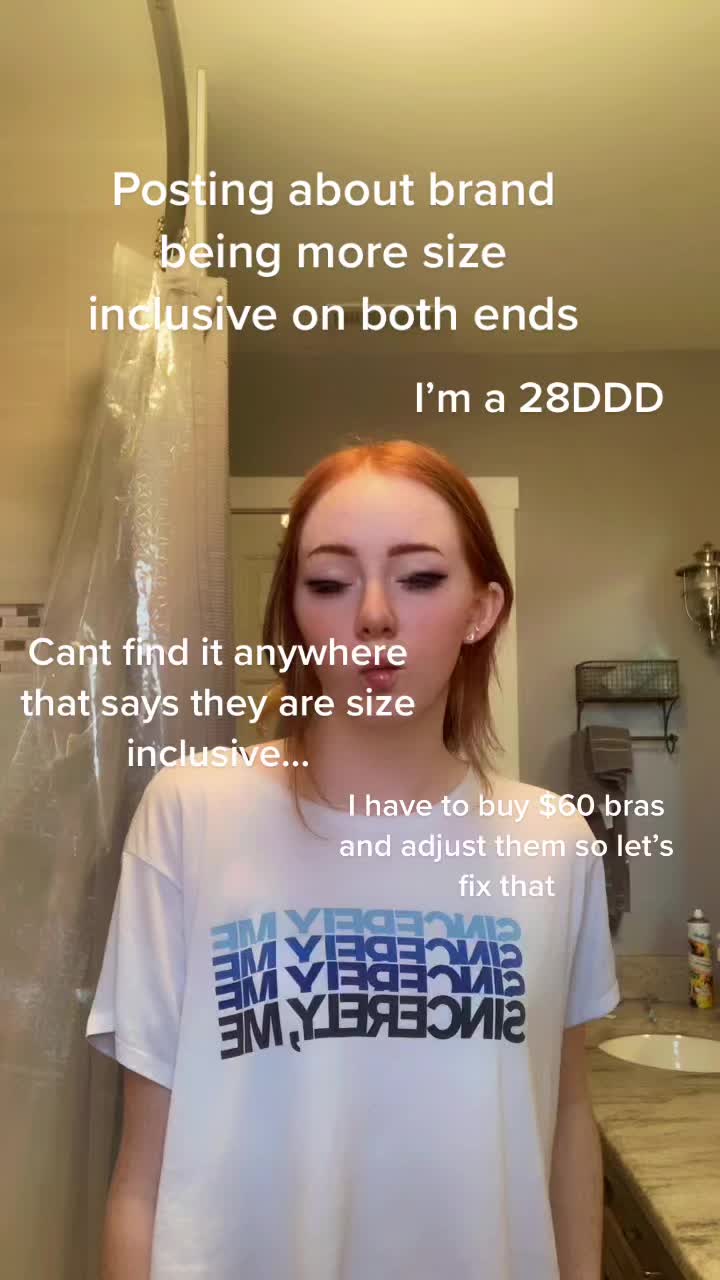 Posting about brand
being more size
inclusive on both ends
I'm a 28DDD
Cant find it anywhere
that says they are size
inclusive...
I have to buy $60 bras
and adjust them so let's
fix that
SINCERELY ME
SINCERELY ME
SINCERELY ME
SINCERELY, ME